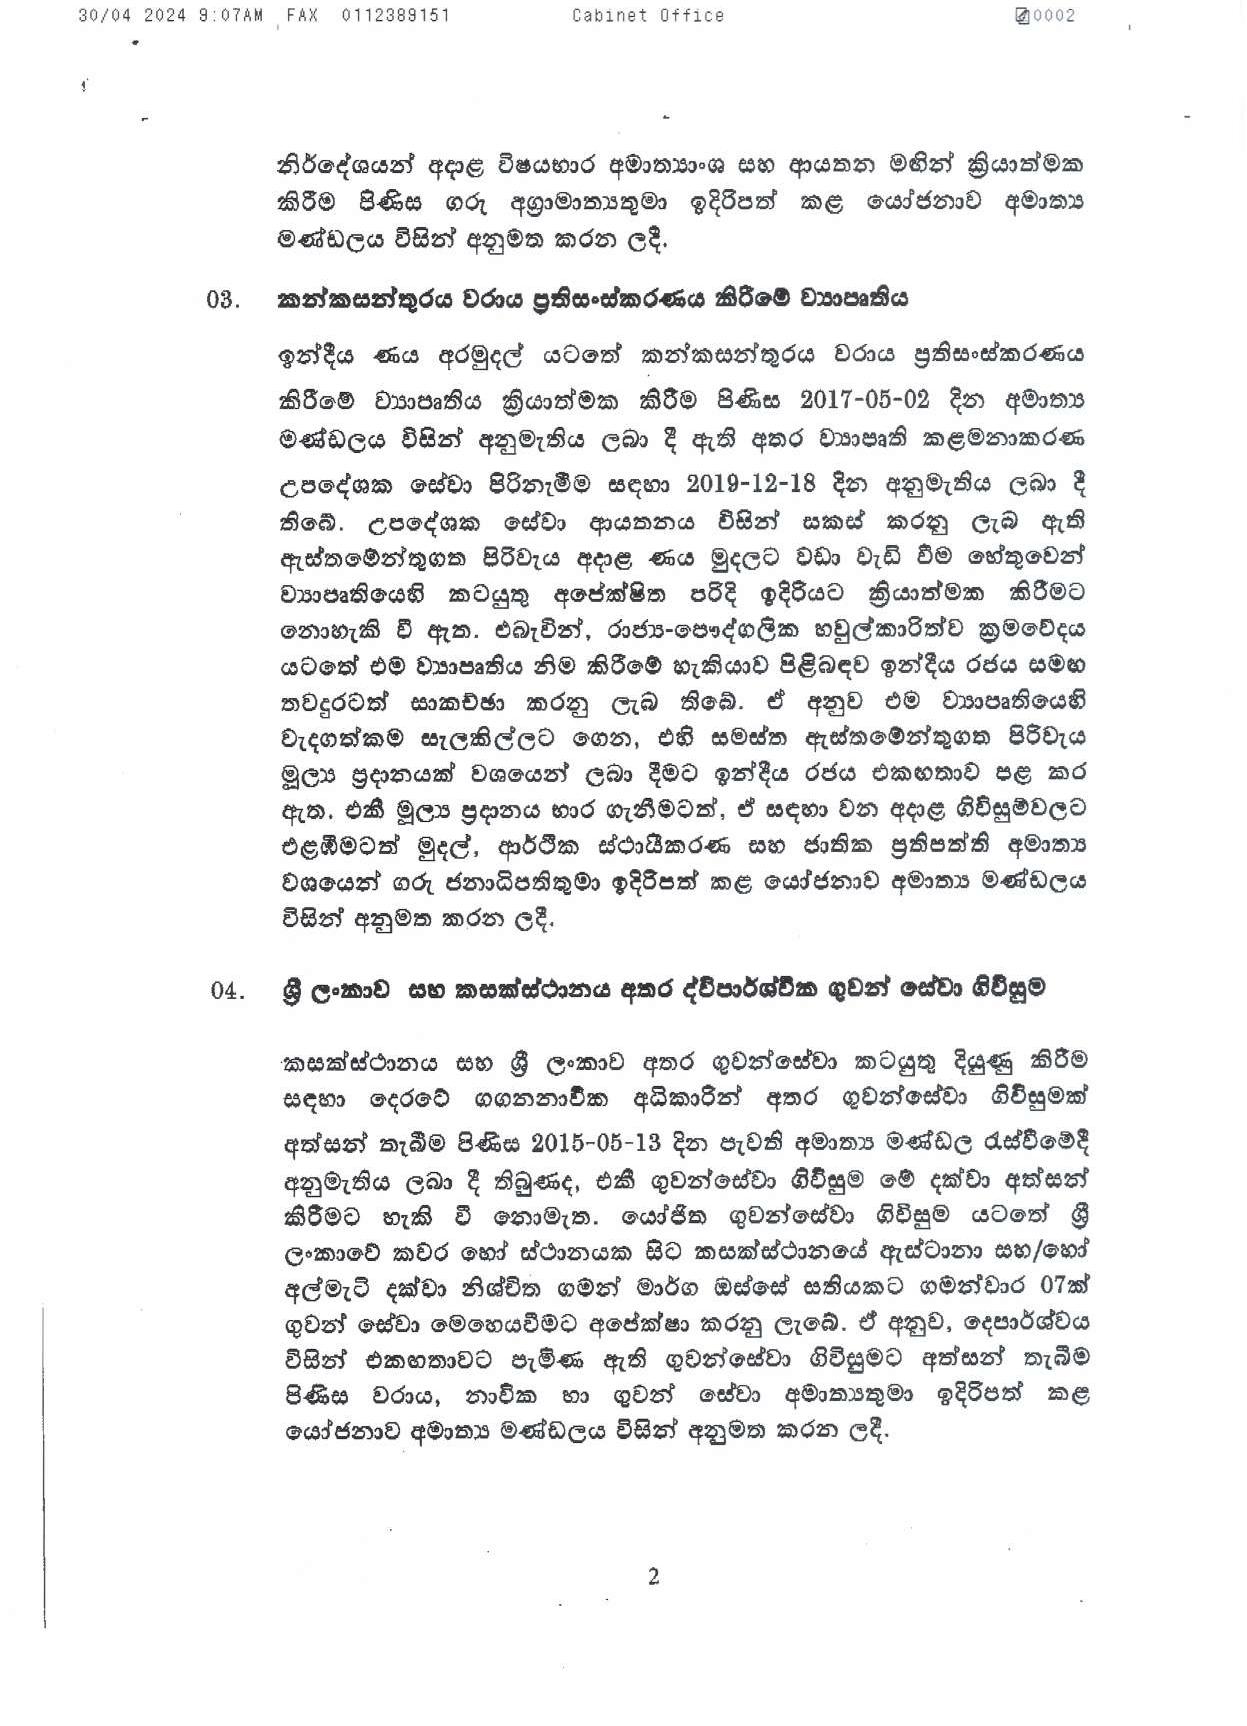 30/04 2024 9:07AM FAX 0112389151 Cabinet Office 0002
නිර්දේශයන් අදාළ විෂයභාර අමාත්‍යාංශ සහ ආයතන මඟින් ක්‍රියාත්මක
කිරීම පිණිස ගරු අග්‍රාමාත්‍යතුමා ඉදිරිපත් කළ යෝජනාව අමාත්‍ය
මණ්ඩලය විසින් අනුමත කරන ලදී.
03. කන්කසන්තුරය වරාය ප්‍රතිසංස්කරණය කිරීමේ ව්‍යාපෘතිය
ඉන්දීය ණය අරමුදල් යටතේ කන්කසන්තුරය වරාය ප්‍රතිසංස්කරණය
කිරීමේ ව්‍යාපෘතිය ක්‍රියාත්මක කිරීම පිණිස 2017-05-02 දින අමාත්‍ය
මණ්ඩලය විසින් අනුමැතිය ලබා දී ඇති අතර ව්‍යාපෘති කළමනාකරණ
උපදේශක සේවා පිරිනැමීම සඳහා 2019-12-18 දින අනුමැතිය ලබා දී
තිබේ. උපදේශක සේවා ආයතනය විසින් සකස් කරනු ලැබ ඇති
ඇස්තමේන්තුගත පිරිවැය අදාළ ණය මුදලට වඩා වැඩි වීම හේතුවෙන්
ව්‍යාපෘතියෙහි කටයුතු අපේක්ෂිත පරිදි ඉදිරියට ක්‍රියාත්මක කිරීමට
නොහැකි වී ඇත. එබැවින්, රාජ්‍ය-පෞද්ගලික හවුල්කාරිත්ව ක්‍රමවේදය
යටතේ එම ව්‍යාපෘතිය නිම කිරීමේ හැකියාව පිළිබඳව ඉන්දීය රජය සමඟ
තවදුරටත් සාකච්ඡා කරනු ලැබ තිබේ. ඒ අනුව එම ව්‍යාපෘතියෙහි
වැදගත්කම සැලකිල්ලට ගෙන, එහි සමස්ත ඇස්තමේන්තුගත පිරිවැය
මූල්‍ය ප්‍රදානයක් වශයෙන් ලබා දීමට ඉන්දීය රජය එකඟතාව පළ කර
ඇත. එකී මූල්‍ය ප්‍රදානය භාර ගැනීමටත්, ඒ සඳහා වන අදාළ ගිවිසුම්වලට
එළඹීමටත් මුදල්, ආර්ථික ස්ථායීකරණ සහ ජාතික ප්‍රතිපත්ති අමාත්‍ය
වශයෙන් ගරු ජනාධිපතිතුමා ඉදිරිපත් කළ යෝජනාව අමාත්‍ය මණ්ඩලය
විසින් අනුමත කරන ලදී.
04. ශ්‍රී ලංකාව සහ කසක්ස්ථානය අතර ද්විපාර්ශ්වික ගුවන් සේවා ගිවිසුම
කසක්ස්ථානය සහ ශ්‍රී ලංකාව අතර ගුවන්සේවා කටයුතු දියුණු කිරීම
සඳහා දෙරටේ ගගනනාවික අධිකාරීන් අතර ගුවන්සේවා ගිවිසුමක්
අත්සන් තැබීම පිණිස 2015-05-13 දින පැවති අමාත්‍ය මණ්ඩල රැස්වීමේදී
අනුමැතිය ලබා දී තිබුණද, එකී ගුවන්සේවා ගිවිසුම මේ දක්වා අත්සන්
කිරීමට හැකි වී නොමැත. යෝජිත ගුවන්සේවා ගිවිසුම යටතේ ශ්‍රී
ලංකාවේ කවර හෝ ස්ථානයක සිට කසක්ස්ථානයේ ඇස්ටානා සහ/හෝ
අල්මැටි දක්වා නිශ්චිත ගමන් මාර්ග ඔස්සේ සතියකට ගමන්වාර 07ක්
ගුවන් සේවා මෙහෙයවීමට අපේක්ෂා කරනු ලැබේ. ඒ අනුව, දෙපාර්ශ්වය
විසින් එකඟතාවට පැමිණ ඇති ගුවන්සේවා ගිවිසුමට අත්සන් තැබීම
පිණිස වරාය, නාවික හා ගුවන් සේවා අමාත්‍යතුමා ඉදිරිපත් කළ
යෝජනාව අමාත්‍ය මණ්ඩලය විසින් අනුමත කරන ලදී.
2